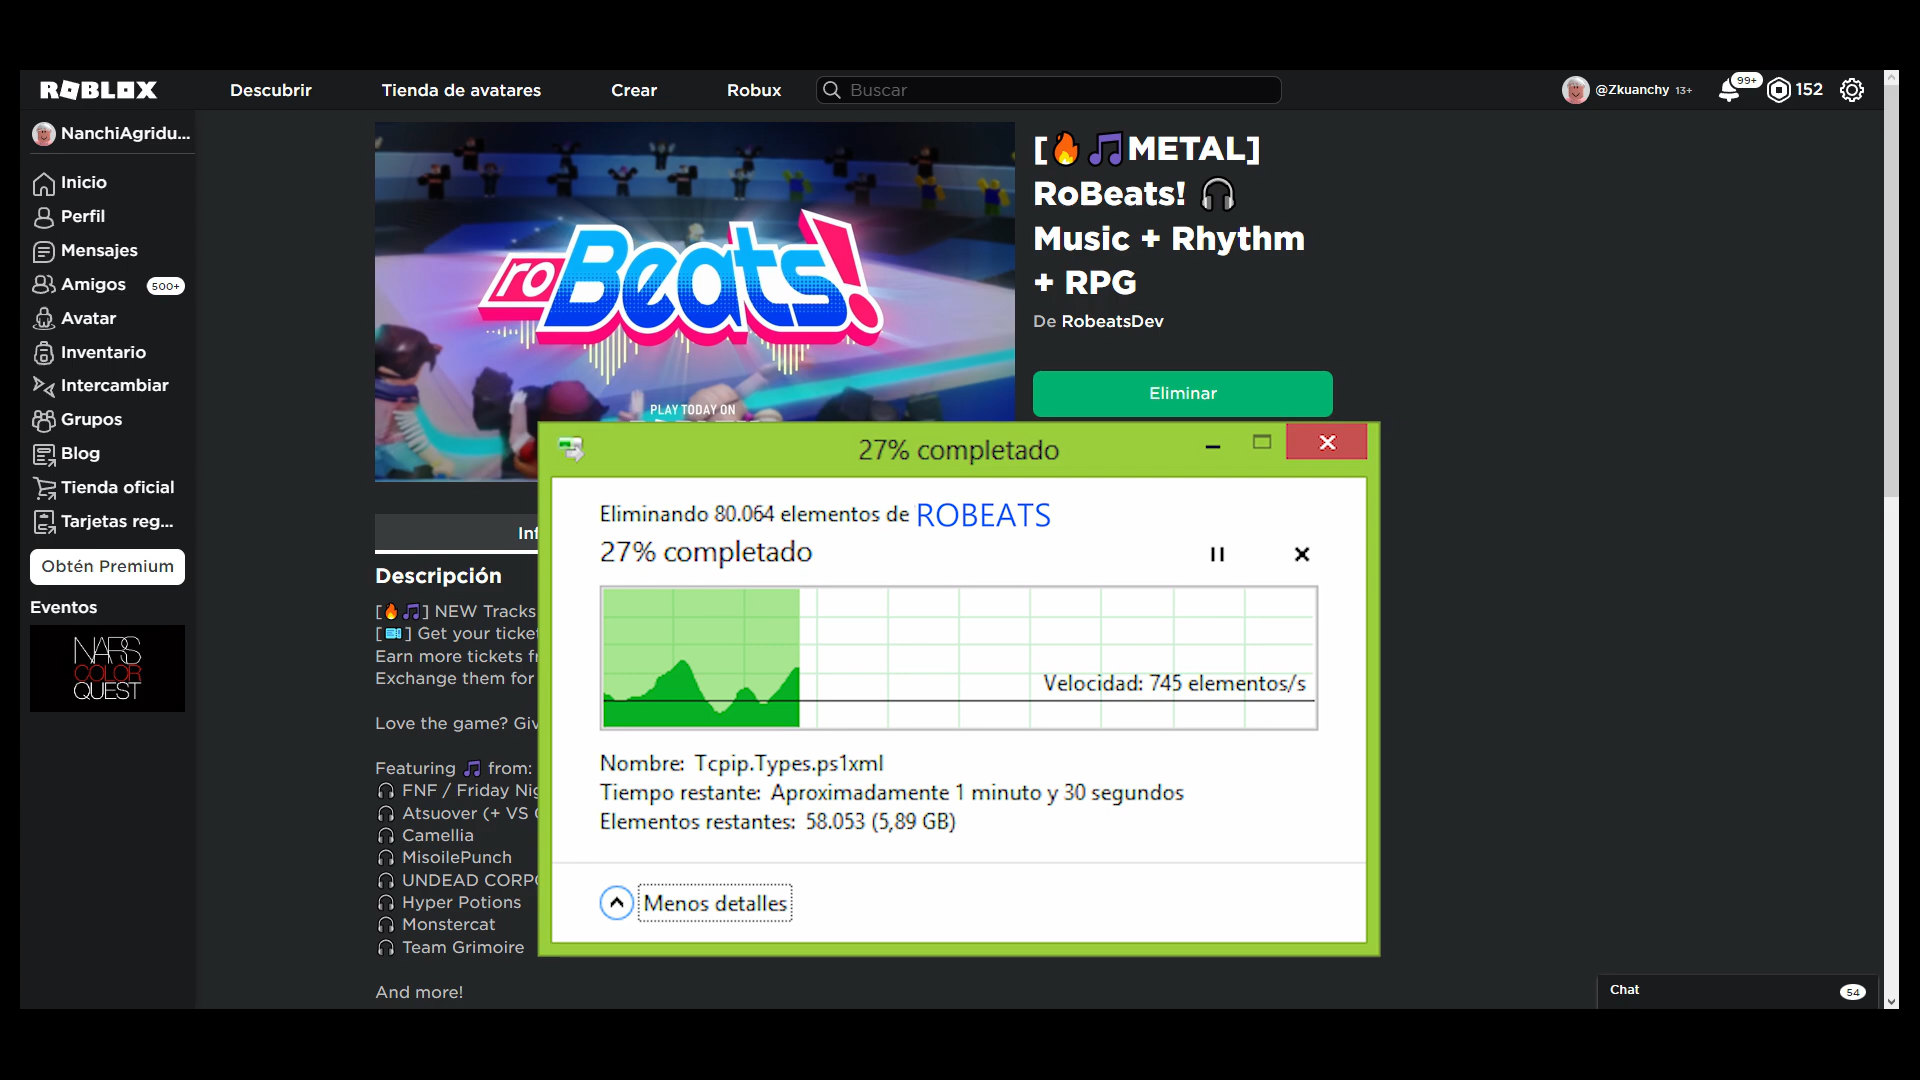 ROBLOX
Descubrir
Tienda de avatares
Crear
Robux
Buscar
@Zkuanchy 13+
99+
152
NanchiAgridu...
Inicio
Perfil
Mensajes
Amigos
500+
Avatar
Inventario
Intercambiar
Grupos
Blog
Tienda oficial
Tarjetas reg...
Obtén Premium
Eventos
NARS
COLOR
QUEST
roBeats!
PLAY TODAY ON
[🔥🎵METAL]
RoBeats! 🎧
Music + Rhythm
+ RPG
De RobeatsDev
Eliminar
Descripción
[🔥🎵] NEW Tracks
[🎟️] Get your
Earn more tickets
Exchange them for
Love the game?
Featuring 🎵 from:
🎧 FNF / Friday
🎧 Atsuover (+ VS
🎧 Camellia
🎧 MisoilePunch
🎧 UNDEAD
🎧 Hyper Potions
🎧 Monstercat
🎧 Team Grimoire
And more!
27% completado
Eliminando 80.064 elementos de ROBEATS
27% completado
Velocidad: 745 elementos/s
Nombre: Tcpip.Types.ps1xml
Tiempo restante: Aproximadamente 1 minuto y 30 segundos
Elementos restantes: 58.053 (5,89 GB)
Menos detalles
Chat
54